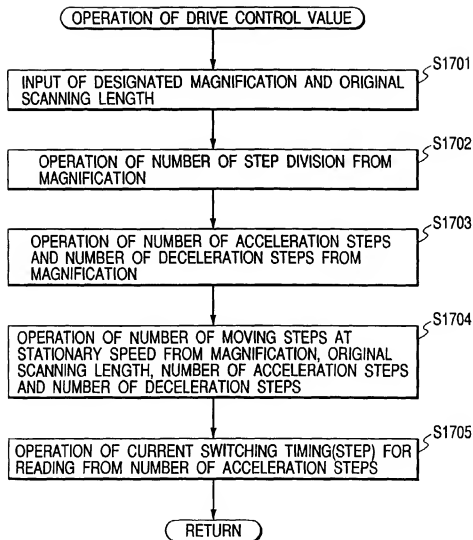 OPERATION OF DRIVE CONTROL VALUE
S1701
INPUT OF DESIGNATED MAGNIFICATION AND ORIGINAL
SCANNING LENGTH
S1702
OPERATION OF NUMBER OF STEP DIVISION FROM
MAGNIFICATION
S1703
OPERATION OF NUMBER OF ACCELERATION STEPS
AND NUMBER OF DECELERATION STEPS FROM
MAGNIFICATION
S1704
OPERATION OF NUMBER OF MOVING STEPS AT
STATIONARY SPEED FROM MAGNIFICATION, ORIGINAL
SCANNING LENGTH, NUMBER OF ACCELERATION STEPS
AND NUMBER OF DECELERATION STEPS
S1705
OPERATION OF CURRENT SWITCHING TIMING(STEP) FOR
READING FROM NUMBER OF ACCELERATION STEPS
RETURN